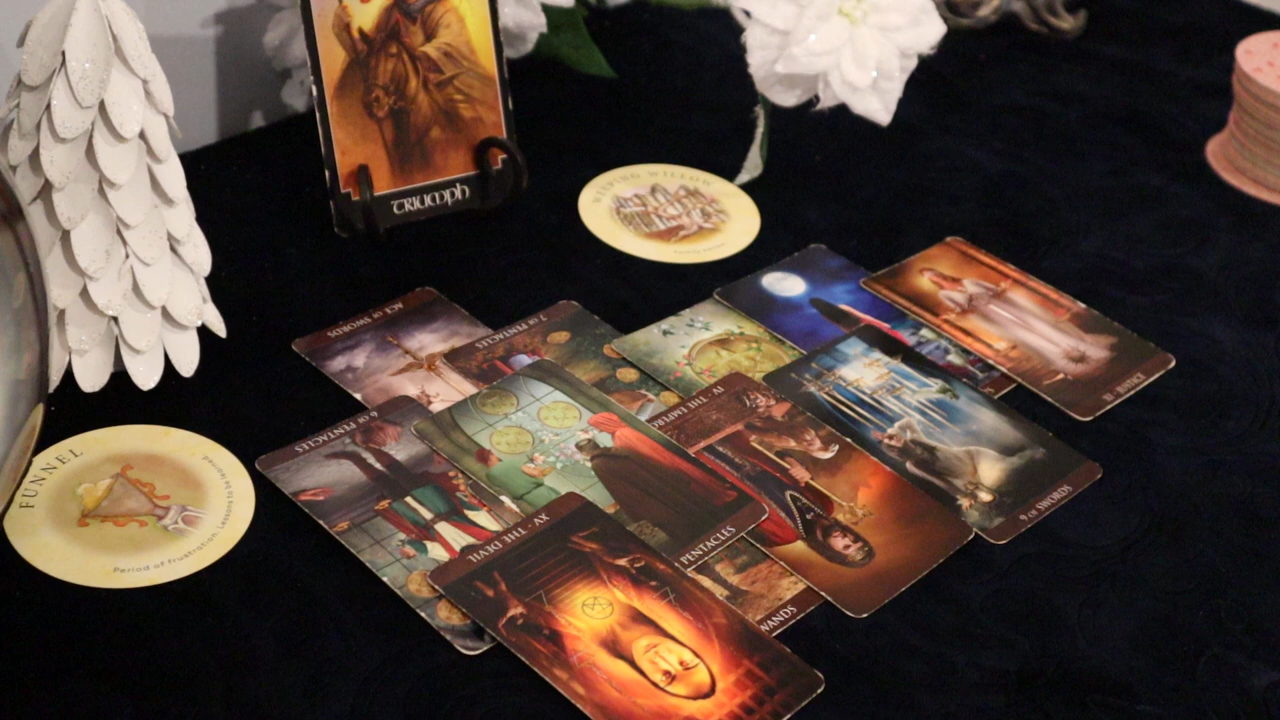 TRIUMPH
WEEPING WILLOW
ACE OF SWORDS
7 OF PENTACLES
XI - JUSTICE
6 OF PENTACLES
IV - THE EMPEROR
9 OF SWORDS
FUNNEL
Period of frustration. Lessons to be learned.
PENTACLES
XV - THE DEVIL
WANDS